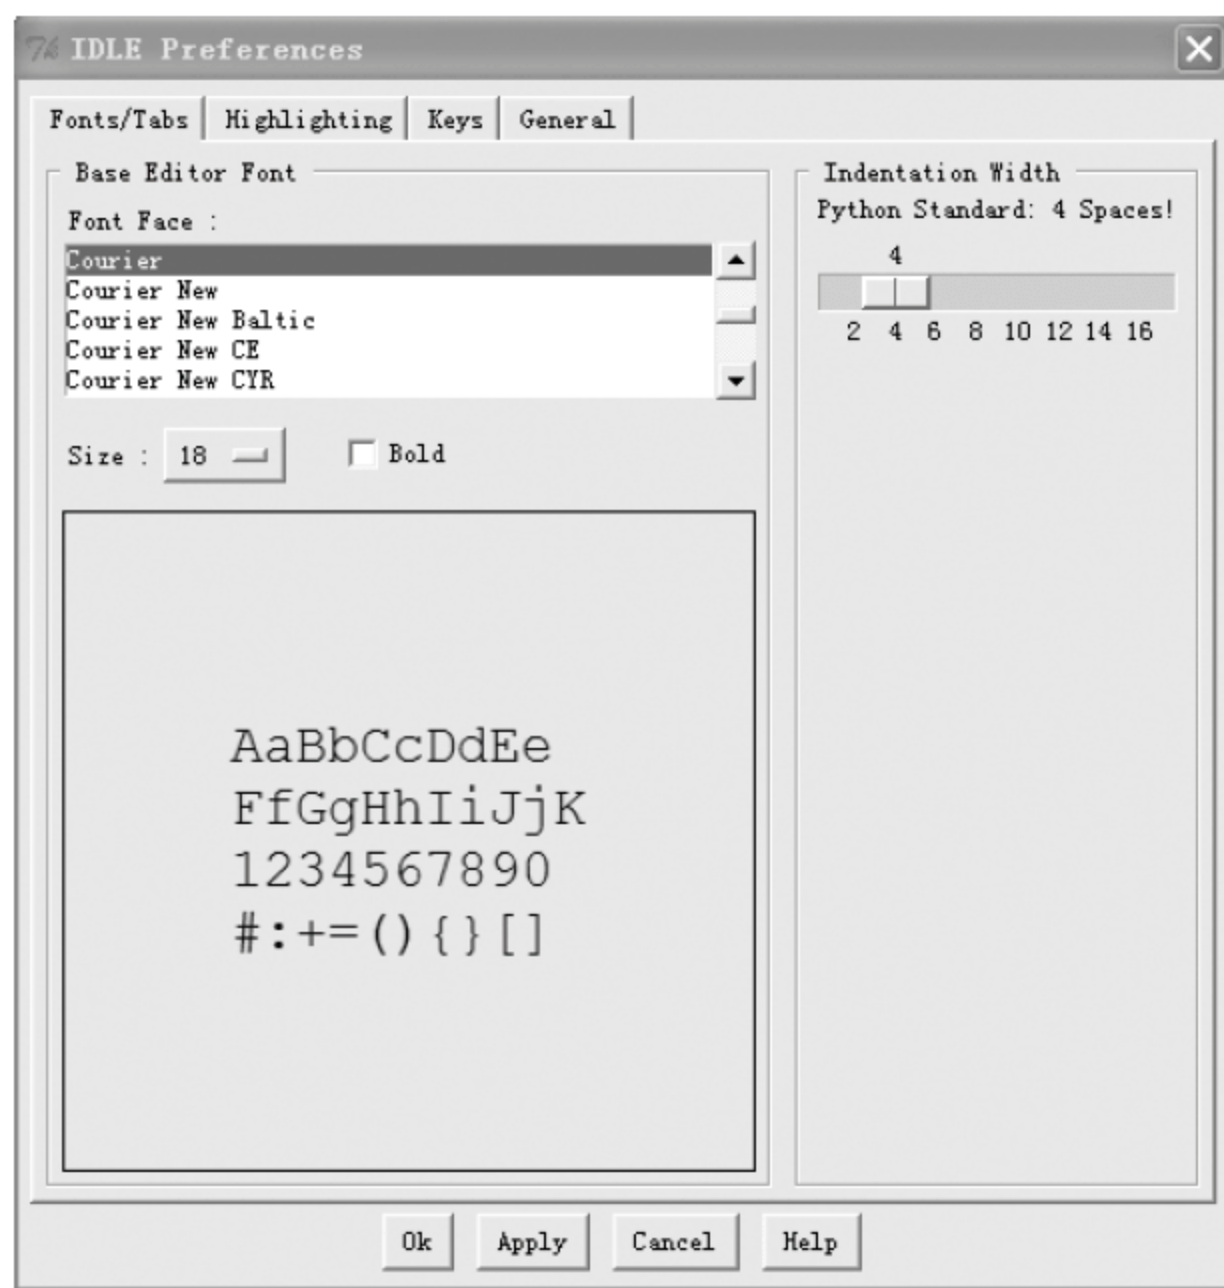 IDLE Preferences
Fonts/Tabs Highlighting Keys General
Base Editor Font
Font Face :
Courier
Courier New
Courier New Baltic
Courier New CE
Courier New CYR
Size : 18 Bold
AaBbCcDdEe
FfGgHhIiJjK
1234567890
#:+=(){}[]
Indentation Width
Python Standard: 4 Spaces!
4
2 4 6 8 10 12 14 16
Ok Apply Cancel Help